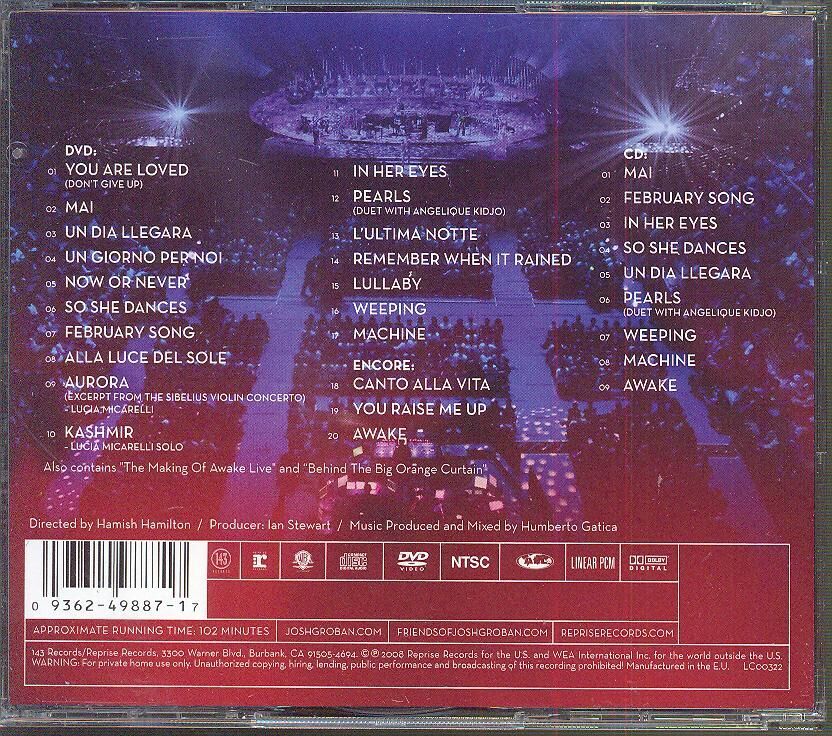 DVD:
01 YOU ARE LOVED
(DON'T GIVE UP)
02 MAI
03 UN DIA LLEGARA
04 UN GIORNO PER NOI
05 NOW OR NEVER
06 SO SHE DANCES
07 FEBRUARY SONG
08 ALLA LUCE DEL SOLE
09 AURORA
(EXCERPT FROM THE SIBELIUS VIOLIN CONCERTO)
- LUCIA MICARELLI
10 KASHMIR
- LUCIA MICARELLI SOLO
11 IN HER EYES
12 PEARLS
(DUET WITH ANGELIQUE KIDJO)
13 L'ULTIMA NOTTE
14 REMEMBER WHEN IT RAINED
15 LULLABY
16 WEEPING
17 MACHINE
ENCORE:
18 CANTO ALLA VITA
19 YOU RAISE ME UP
20 AWAKE
CD:
01 MAI
02 FEBRUARY SONG
03 IN HER EYES
04 SO SHE DANCES
05 UN DIA LLEGARA
06 PEARLS
(DUET WITH ANGELIQUE KIDJO)
07 WEEPING
08 MACHINE
09 AWAKE
Also contains "The Making Of Awake Live" and "Behind The Big Orange Curtain"
Directed by Hamish Hamilton / Producer: Ian Stewart / Music Produced and Mixed by Humberto Gatica
143 COMPACT disc DIGITAL AUDIO DVD VIDEO NTSC LINEAR PCM DOLBY DIGITAL
0 9362-49887-1 7
APPROXIMATE RUNNING TIME: 102 MINUTES JOSHGROBAN.COM FRIENDSOFJOSHGROBAN.COM REPRISERECORDS.COM
143 Records/Reprise Records, 3300 Warner Blvd., Burbank, CA 91505-4694. © ℗ 2008 Reprise Records for the U.S. and WEA International Inc. for the world outside the U.S.
WARNING: For private home use only. Unauthorized copying, hiring, lending, public performance and broadcasting of this recording prohibited! Manufactured in the E.U. LC00322